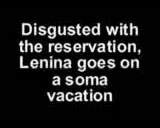 Disgusted with
the reservation,
Lenina goes on
a soma
vacation